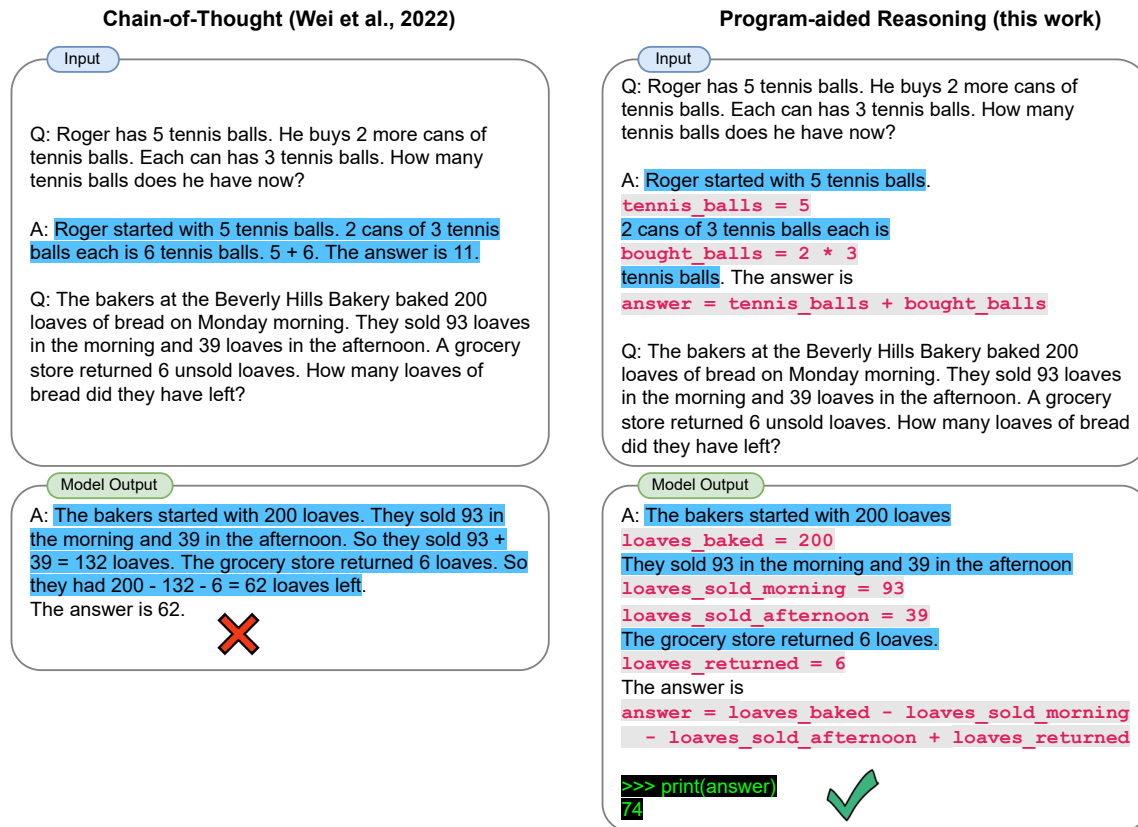 Chain-of-Thought (Wei et al., 2022)
Input
Q: Roger has 5 tennis balls. He buys 2 more cans of
tennis balls. Each can has 3 tennis balls. How many
tennis balls does he have now?
A: Roger started with 5 tennis balls. 2 cans of 3 tennis
balls each is 6 tennis balls. 5 + 6. The answer is 11.
Q: The bakers at the Beverly Hills Bakery baked 200
loaves of bread on Monday morning. They sold 93 loaves
in the morning and 39 loaves in the afternoon. A grocery
store returned 6 unsold loaves. How many loaves of
bread did they have left?
Model Output
A: The bakers started with 200 loaves. They sold 93 in
the morning and 39 in the afternoon. So they sold 93 +
39 = 132 loaves. The grocery store returned 6 loaves. So
they had 200 - 132 - 6 = 62 loaves left.
The answer is 62.
Program-aided Reasoning (this work)
Input
Q: Roger has 5 tennis balls. He buys 2 more cans of
tennis balls. Each can has 3 tennis balls. How many
tennis balls does he have now?
A: Roger started with 5 tennis balls.
tennis_balls = 5
2 cans of 3 tennis balls each is
bought_balls = 2 * 3
tennis balls. The answer is
answer = tennis_balls + bought_balls
Q: The bakers at the Beverly Hills Bakery baked 200
loaves of bread on Monday morning. They sold 93 loaves
in the morning and 39 loaves in the afternoon. A grocery
store returned 6 unsold loaves. How many loaves of bread
did they have left?
Model Output
A: The bakers started with 200 loaves
loaves_baked = 200
They sold 93 in the morning and 39 in the afternoon
loaves_sold_morning = 93
loaves_sold_afternoon = 39
The grocery store returned 6 loaves.
loaves_returned = 6
The answer is
answer = loaves_baked - loaves_sold_morning
- loaves_sold_afternoon + loaves_returned
>>> print(answer)
74